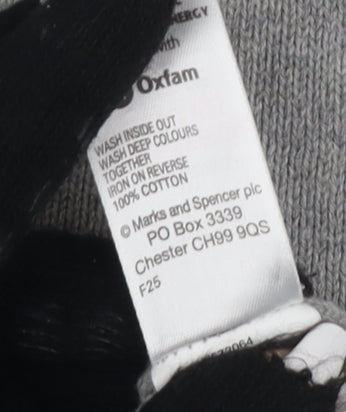 ENERGY
with
Oxfam
WASH INSIDE OUT
WASH DEEP COLOURS
TOGETHER
IRON ON REVERSE
100% COTTON
© Marks and Spencer plc
PO Box 3339
Chester CH99 9QS
F25